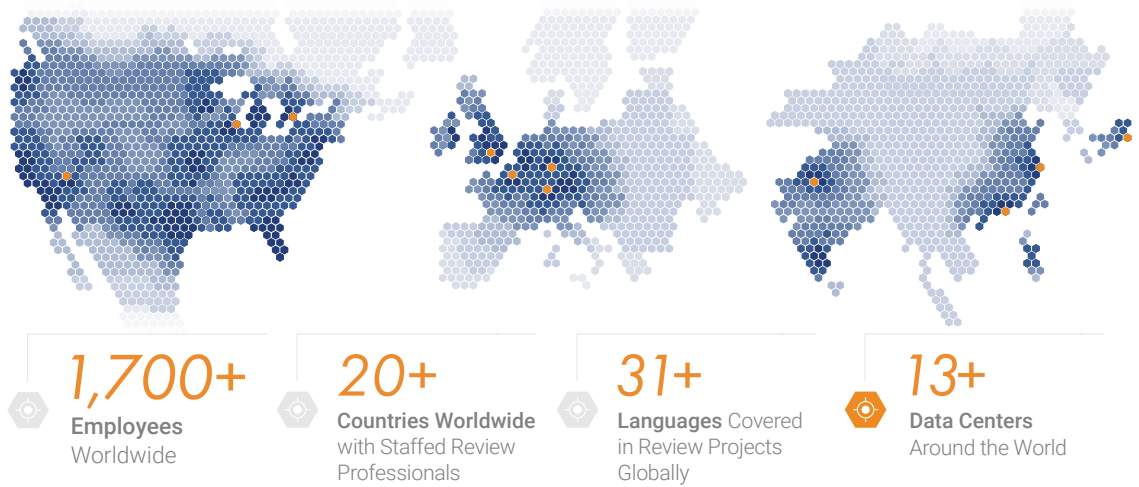 1,700+
Employees
Worldwide
20+
Countries Worldwide
with Staffed Review
Professionals
31+
Languages Covered
in Review Projects
Globally
13+
Data Centers
Around the World